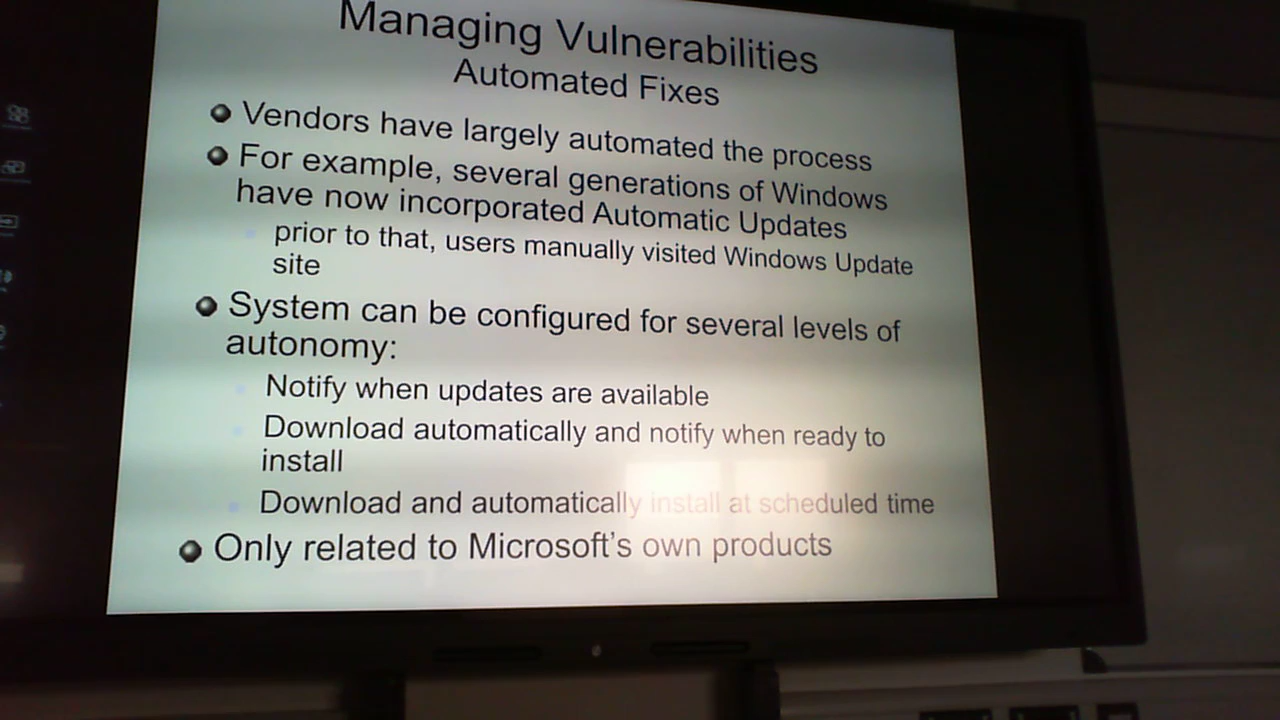 Managing Vulnerabilities
Automated Fixes
Vendors have largely automated the process
For example, several generations of Windows
have now incorporated Automatic Updates
prior to that, users manually visited Windows Update
site
System can be configured for several levels of
autonomy:
Notify when updates are available
Download automatically and notify when ready to
install
Download and automatically install at scheduled time
Only related to Microsoft's own products